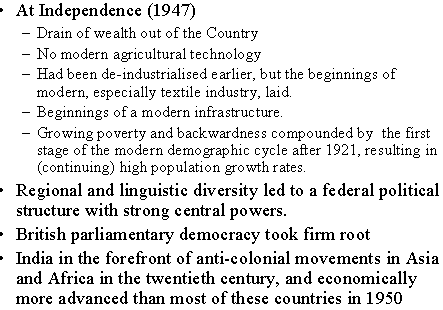 • At Independence (1947)
– Drain of wealth out of the Country
– No modern agricultural technology
– Had been de-industrialised earlier, but the beginnings of
modern, especially textile industry, laid.
– Beginnings of a modern infrastructure.
– Growing poverty and backwardness compounded by the first
stage of the modern demographic cycle after 1921, resulting in
(continuing) high population growth rates.
• Regional and linguistic diversity led to a federal political
structure with strong central powers.
• British parliamentary democracy took firm root
• India in the forefront of anti-colonial movements in Asia
and Africa in the twentieth century, and economically
more advanced than most of these countries in 1950